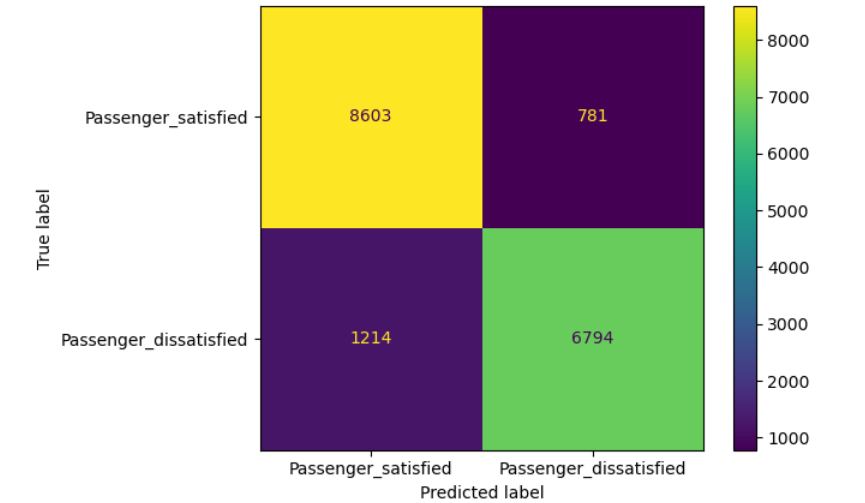 True label
Passenger_satisfied
Passenger_dissatisfied
8603 781
1214 6794
Passenger_satisfied Passenger_dissatisfied
Predicted label
8000
7000
6000
5000
4000
3000
2000
1000